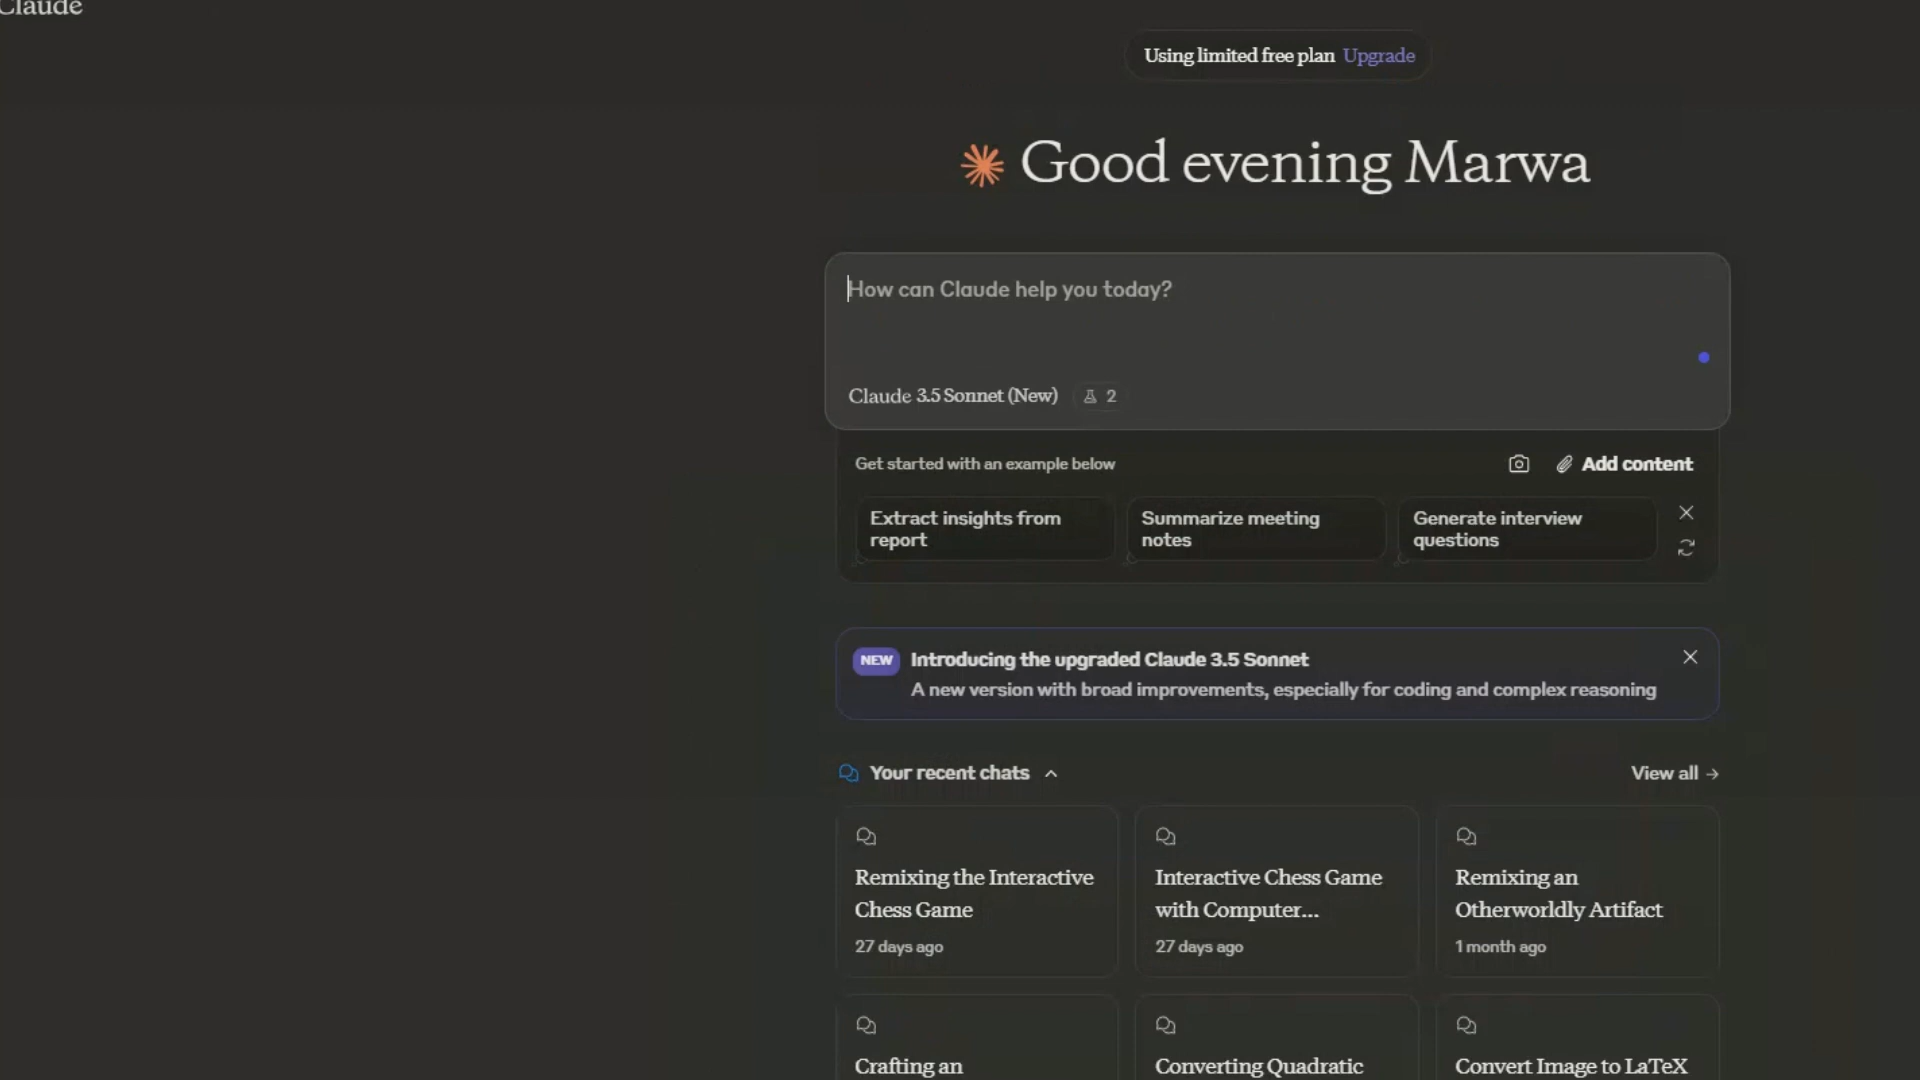 Claude
Using limited free plan Upgrade
Good evening Marwa
How can Claude help you today?
Claude 3.5 Sonnet (New) 2
Get started with an example below
Add content
Extract insights from
report
Summarize meeting
notes
Generate interview
questions
NEW Introducing the upgraded Claude 3.5 Sonnet
A new version with broad improvements, especially for coding and complex reasoning
Your recent chats
View all
Remixing the Interactive
Chess Game
27 days ago
Interactive Chess Game
with Computer...
27 days ago
Remixing an
Otherworldly Artifact
1 month ago
Crafting an
Converting Quadratic
Convert Image to LaTeX